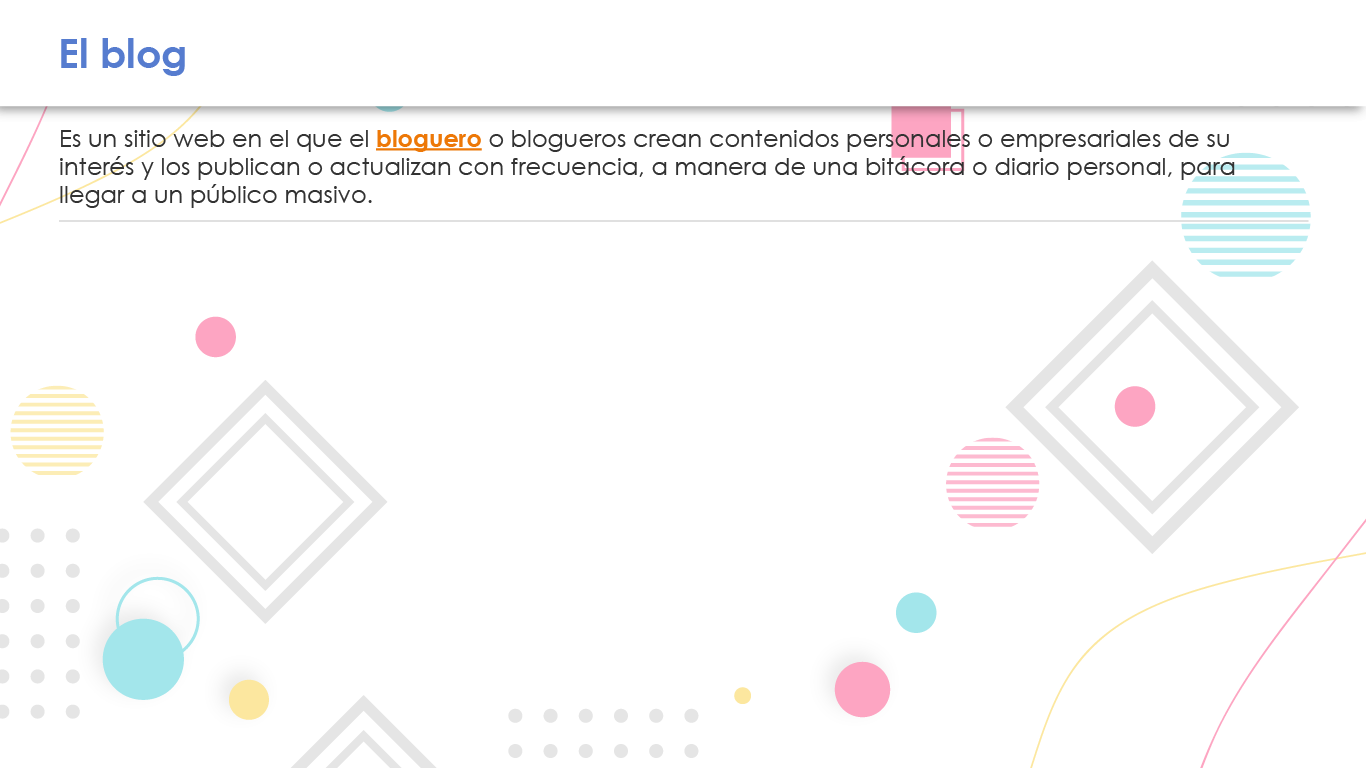 El blog
Es un sitio web en el que el bloguero o blogueros crean contenidos personales o empresariales de su
interés y los publican o actualizan con frecuencia, a manera de una bitácora o diario personal, para
llegar a un público masivo.